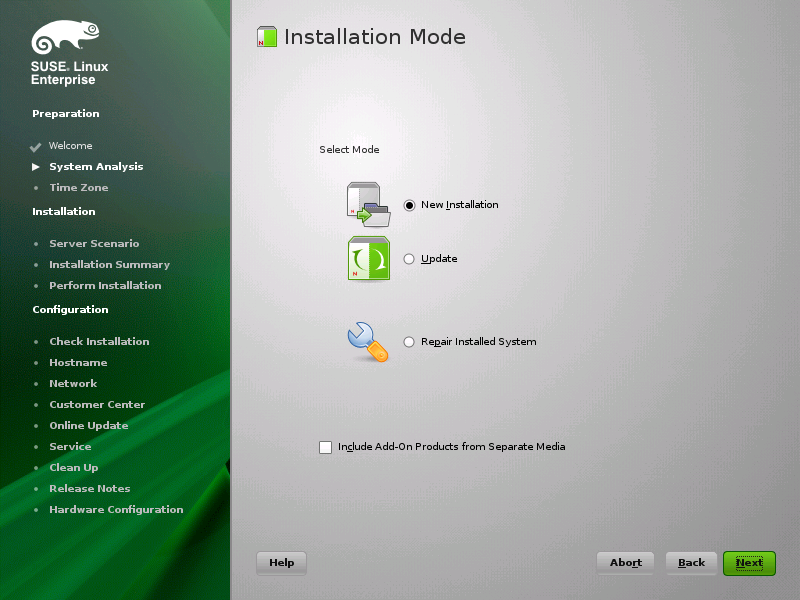 SUSE. Linux
Enterprise
Preparation
Welcome
System Analysis
Time Zone
Installation
Server Scenario
Installation Summary
Perform Installation
Configuration
Check Installation
Hostname
Network
Customer Center
Online Update
Service
Clean Up
Release Notes
Hardware Configuration
Installation Mode
Select Mode
New Installation
Update
Repair Installed System
Include Add-On Products from Separate Media
Help
Abort
Back
Next